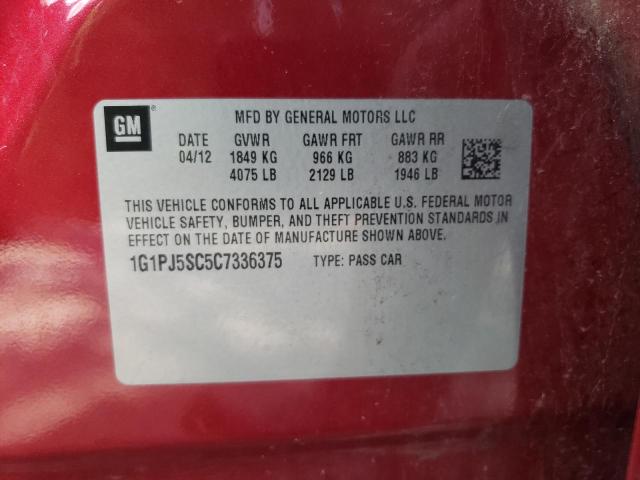 GM
MFD BY GENERAL MOTORS LLC
DATE GVWR GAWR FRT GAWR RR
04/12 1849 KG 966 KG 883 KG
4075 LB 2129 LB 1946 LB
THIS VEHICLE CONFORMS TO ALL APPLICABLE U.S. FEDERAL MOTOR
VEHICLE SAFETY, BUMPER, AND THEFT PREVENTION STANDARDS IN
EFFECT ON THE DATE OF MANUFACTURE SHOWN ABOVE.
1G1PJ5SC5C7336375 TYPE: PASS CAR